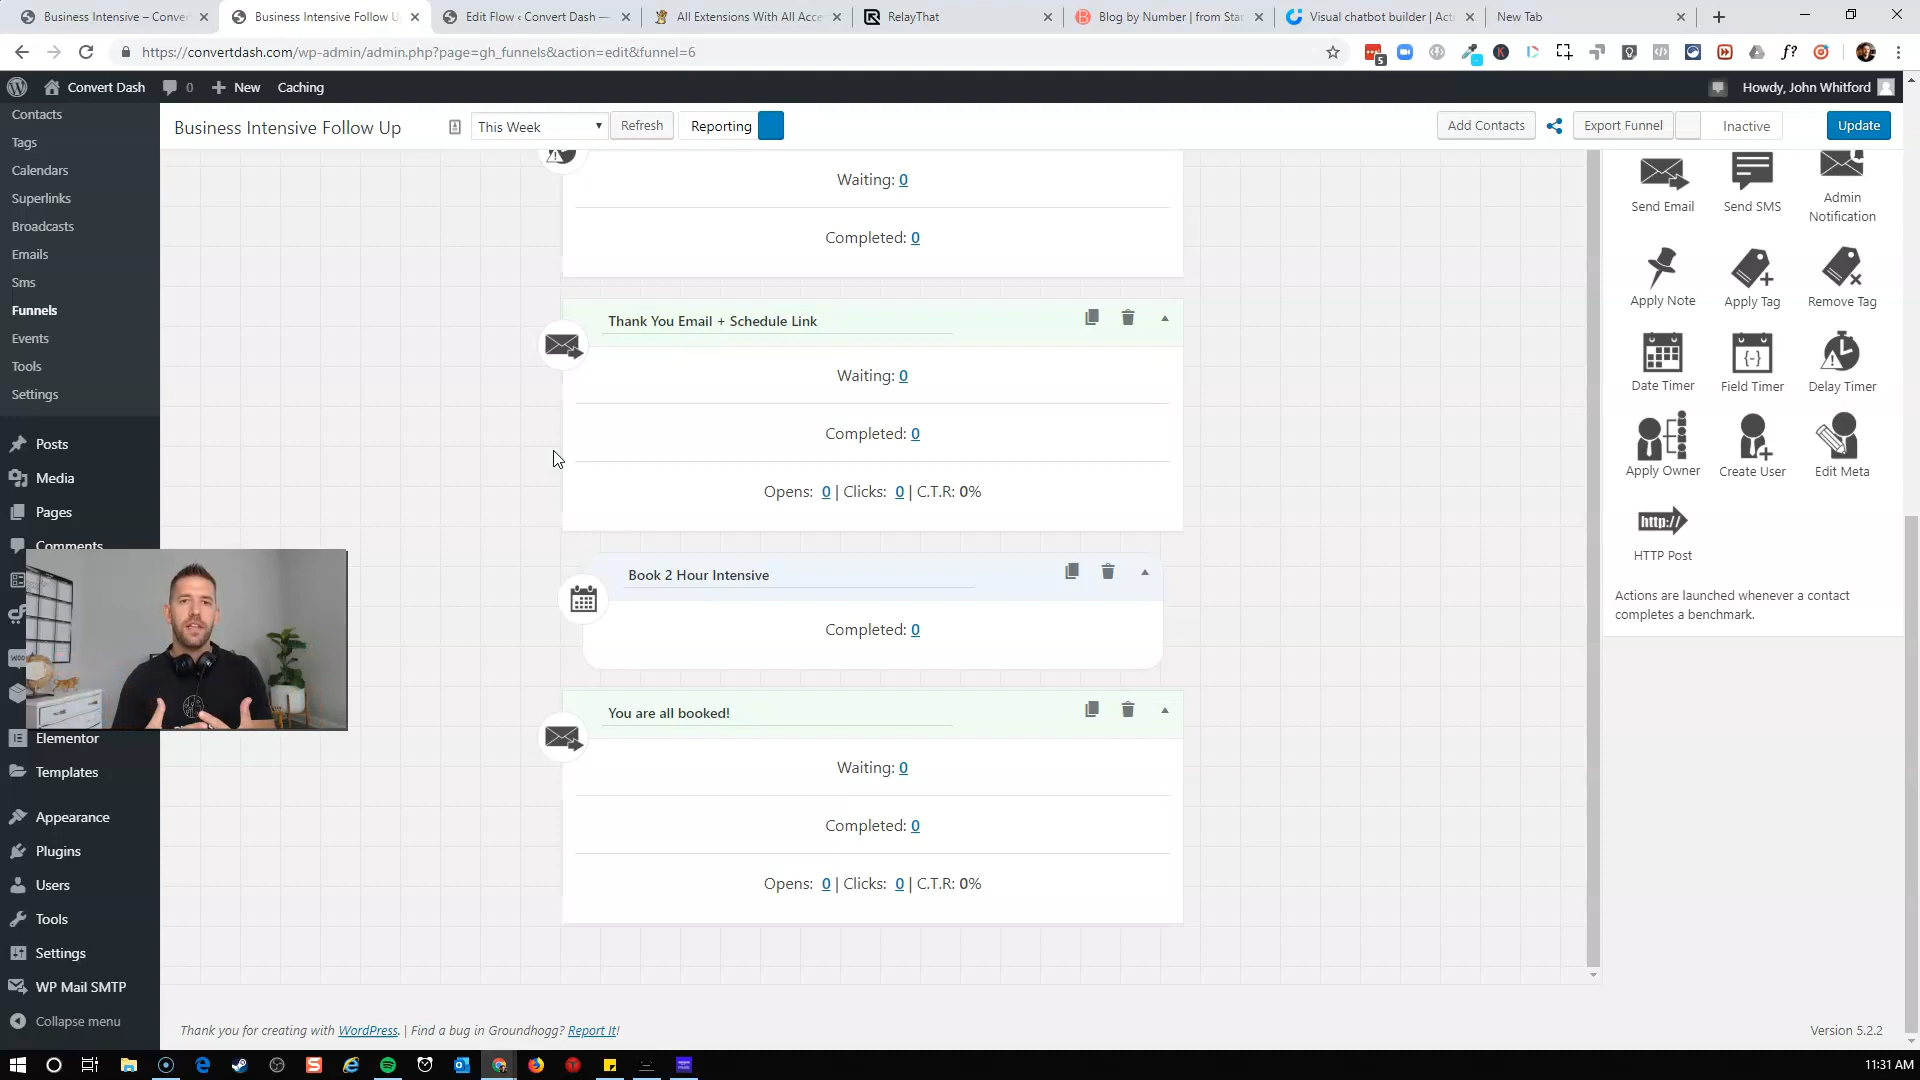 Business Intensive – Conver
Business Intensive Follow U
Edit Flow ‹ Convert Dash —
All Extensions With All Acce
RelayThat
Blog by Number | from Sta
Visual chatbot builder | Act
New Tab
https://convertdash.com/wp-admin/admin.php?page=gh_funnels&action=edit&funnel=6
5
f?
Convert Dash
0
New
Caching
Howdy, John Whitford
Business Intensive Follow Up
This Week
Refresh
Reporting
Add Contacts
Export Funnel
Inactive
Update
Contacts
Tags
Calendars
Superlinks
Broadcasts
Emails
Sms
Funnels
Events
Tools
Settings
Posts
Media
Pages
Comments
Woo
Elementor
Templates
Appearance
Plugins
Users
Tools
Settings
WP Mail SMTP
Collapse menu
Waiting: 0
Completed: 0
Thank You Email + Schedule Link
Waiting: 0
Completed: 0
Opens: 0 | Clicks: 0 | C.T.R: 0%
Book 2 Hour Intensive
Completed: 0
You are all booked!
Waiting: 0
Completed: 0
Opens: 0 | Clicks: 0 | C.T.R: 0%
Send Email
Send SMS
Admin
Notification
Apply Note
Apply Tag
Remove Tag
Date Timer
Field Timer
Delay Timer
Apply Owner
Create User
Edit Meta
http://
HTTP Post
Actions are launched whenever a contact
completes a benchmark.
Thank you for creating with WordPress. | Find a bug in Groundhogg? Report It!
Version 5.2.2
11:31 AM